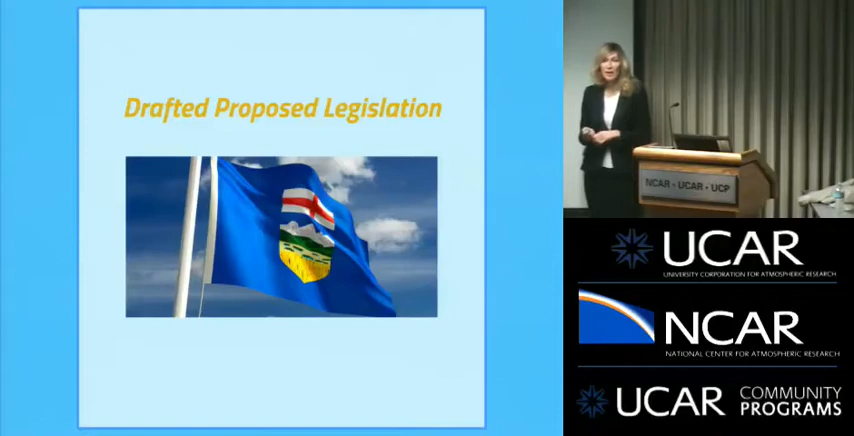 Drafted Proposed Legislation
NCAR - UCAR - UCP
UCAR
UNIVERSITY CORPORATION FOR ATMOSPHERIC RESEARCH
NCAR
NATIONAL CENTER FOR ATMOSPHERIC RESEARCH
UCAR COMMUNITY
PROGRAMS